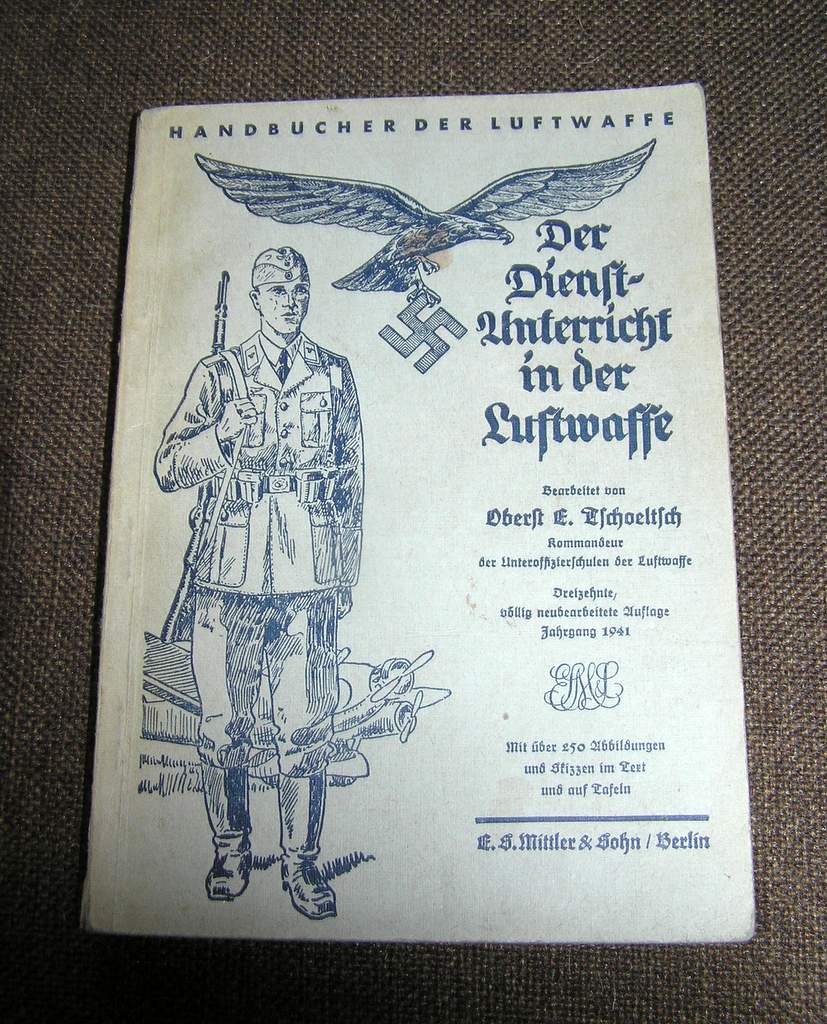 HANDBUCHER DER LUFTWAFFE
Der
Dienst-
Unterricht
in der
Luftwaffe
Bearbeitet von
Oberst E. Tschoeltsch
Kommandeur
der Unteroffizierschulen der Luftwaffe
Dreizehnte,
völlig neubearbeitete Auflage
Jahrgang 1941
Mit über 250 Abbildungen
und Skizzen im Text
und auf Tafeln
E. S. Mittler & Sohn / Berlin